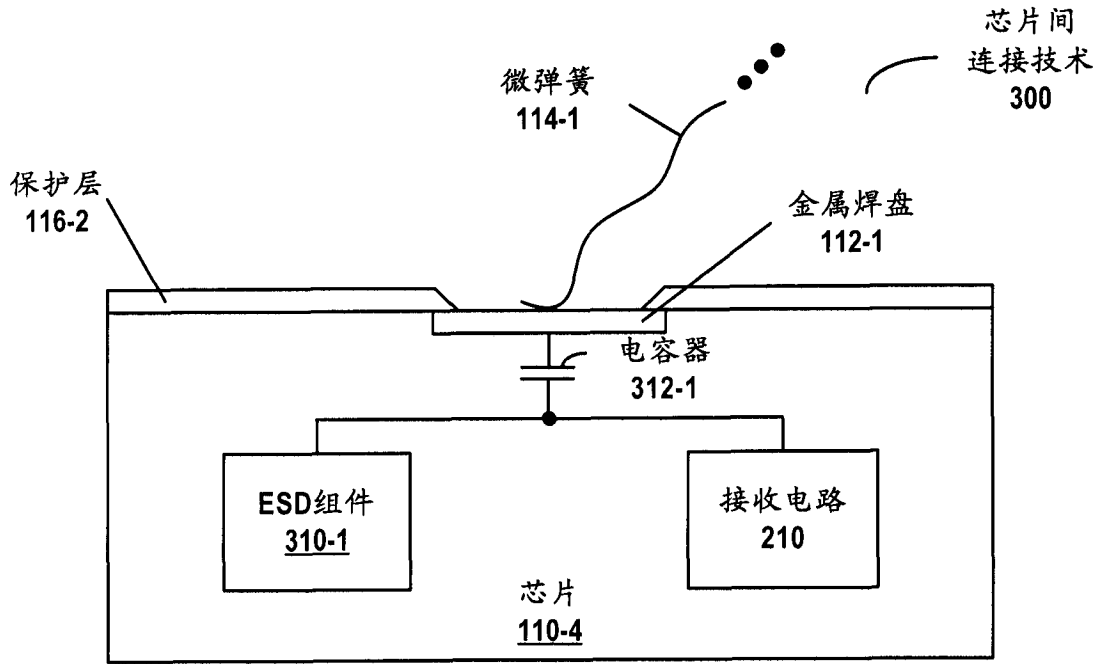 芯片间
连接技术
300
微弹簧
114-1
保护层
116-2
金属焊盘
112-1
电容器
312-1
ESD组件
310-1
接收电路
210
芯片
110-4